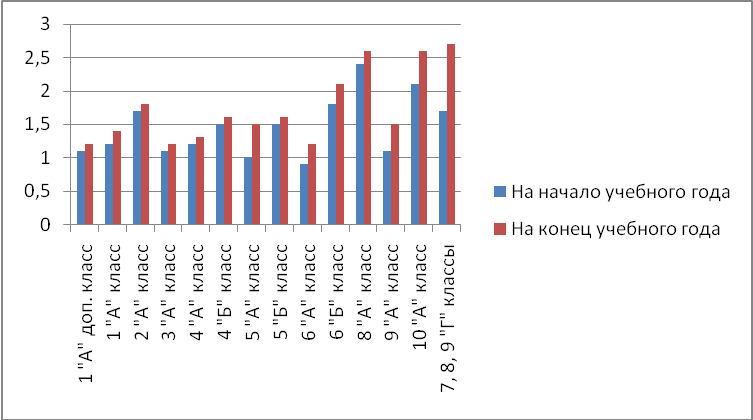 3
2,5
2
1,5
1
0,5
0
1 "А"  доп. класс
1 "А" класс
2 "А" класс
3 "А" класс
4 "А" класс
4 "Б" класс
5 "А" класс
5 "Б" класс
6 "А" класс
6 "Б" класс
8 "А" класс
9 "А" класс
10 "А" класс
7, 8, 9 "Г" классы
На начало учебного года
На конец учебного года